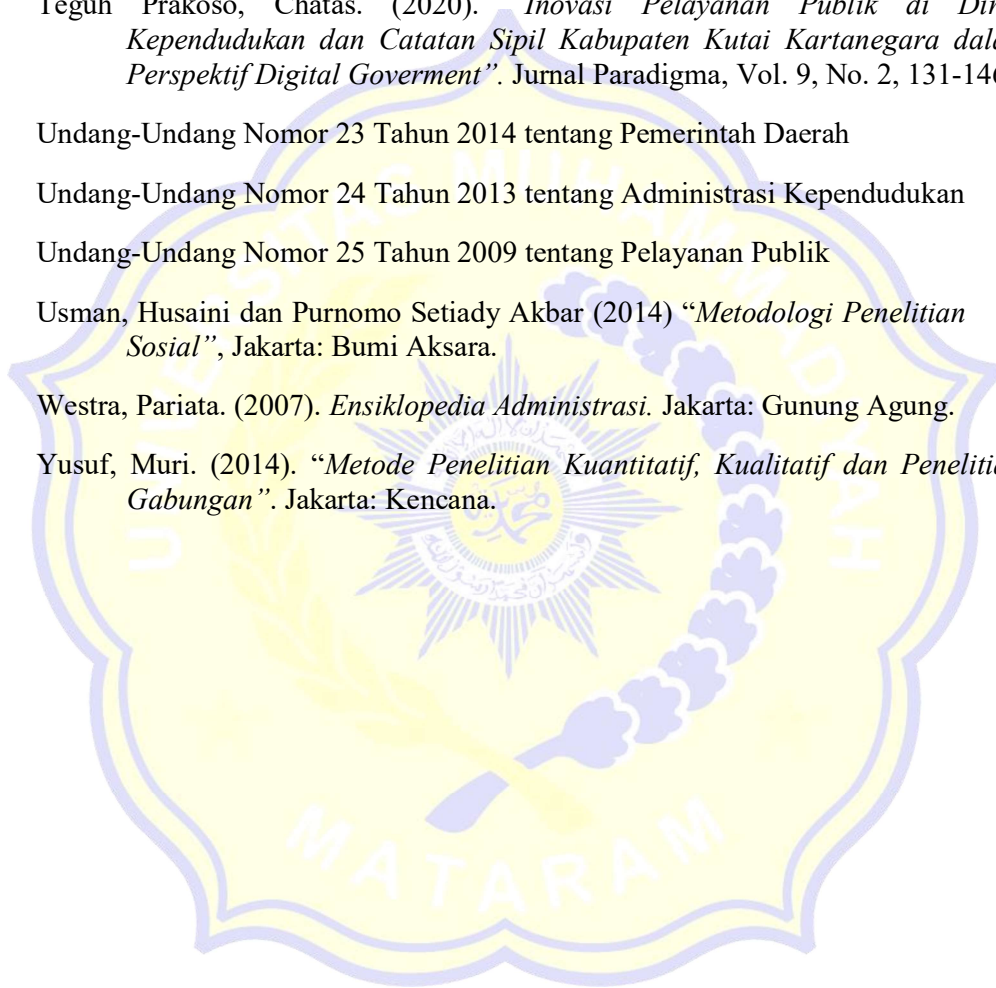 Teguh Prakoso, Chatas. (2020). Inovasi Pelayanan Publik di
Kependudukan dan Catatan Sipil Kabupaten Kutai Kartanegara
Perspektif Digital Goverment”. Jurnal Paradigma, Vol. 9, No. 2,
Undang-Undang Nomor 23 Tahun 2014 tentang Pemerintah Daerah
Undang-Undang Nomor 24 Tahun 2013 tentang Administrasi Kependudukan
Undang-Undang Nomor 25 Tahun 2009 tentang Pelayanan Publik
Usman, Husaini dan Purnomo Setiady Akbar (2014) “Metodologi Penelitian
Sosial”, Jakarta: Bumi Aksara.
Westra, Pariata. (2007). Ensiklopedia Administrasi. Jakarta: Gunung Agung.
Yusuf, Muri. (2014). “Metode Penelitian Kuantitatif, Kualitatif dan
Gabungan”. Jakarta: Kencana.
UNIVERSITAS MUHAMMADIYAH
MATARAM